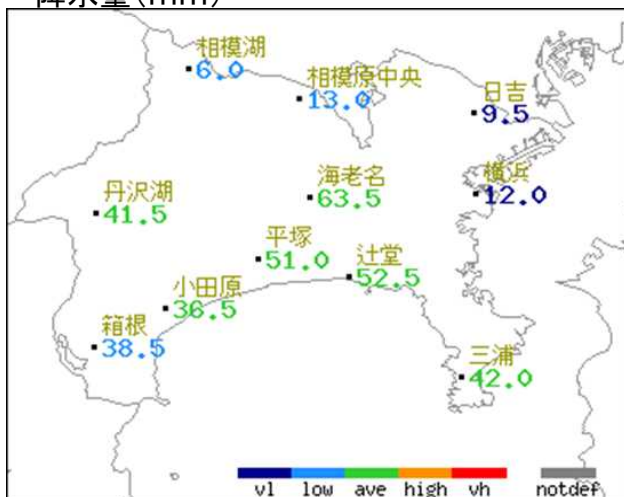 降水量(mm)
相模湖
6.0
相模原中央
13.0
日吉
9.5
海老名
63.5
横浜
12.0
丹沢湖
41.5
平塚
51.0
辻堂
52.5
小田原
36.5
箱根
38.5
三浦
42.0
vl low ave high vh notdef